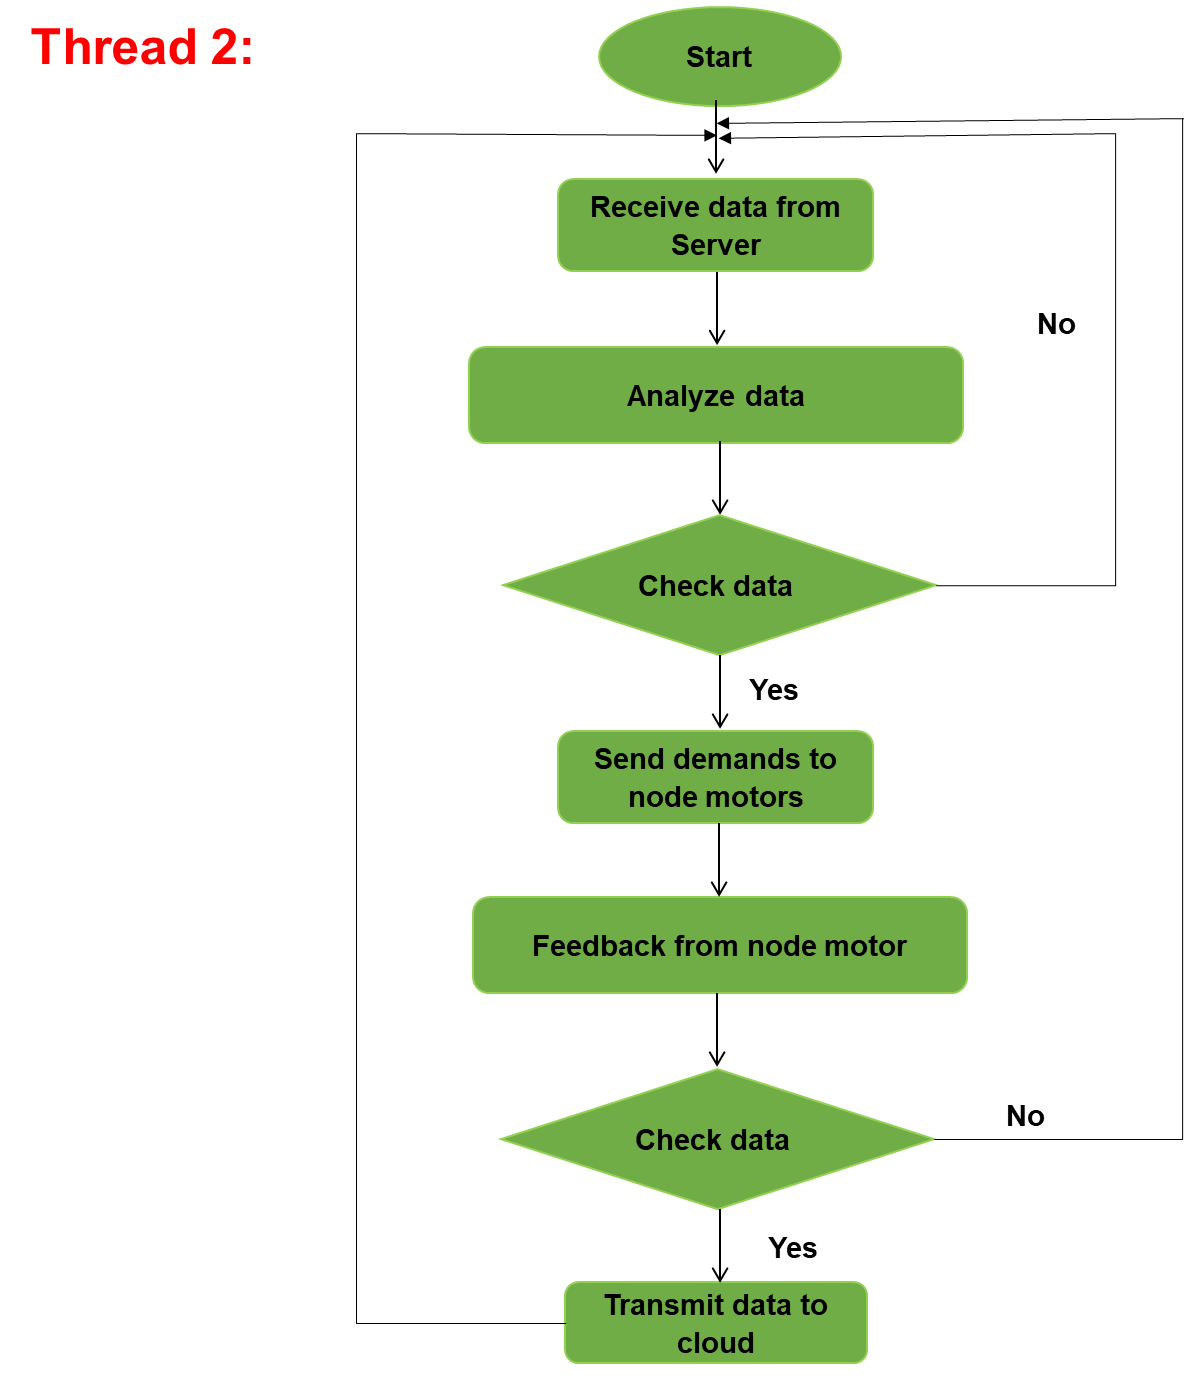 Thread 2:
Start
Receive data from
Server
No
Analyze data
Check data
Yes
Send demands to
node motors
Feedback from node motor
Check data
No
Yes
Transmit data to
cloud